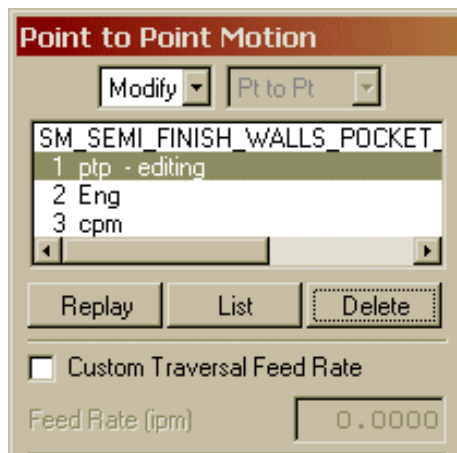 Point to Point Motion
Modify Pt to Pt
SM_SEMI_FINISH_WALLS_POCKET_
1 ptp - editing
2 Eng
3 cpm
Replay List Delete
Custom Traversal Feed Rate
Feed Rate (ipm) 0.0000